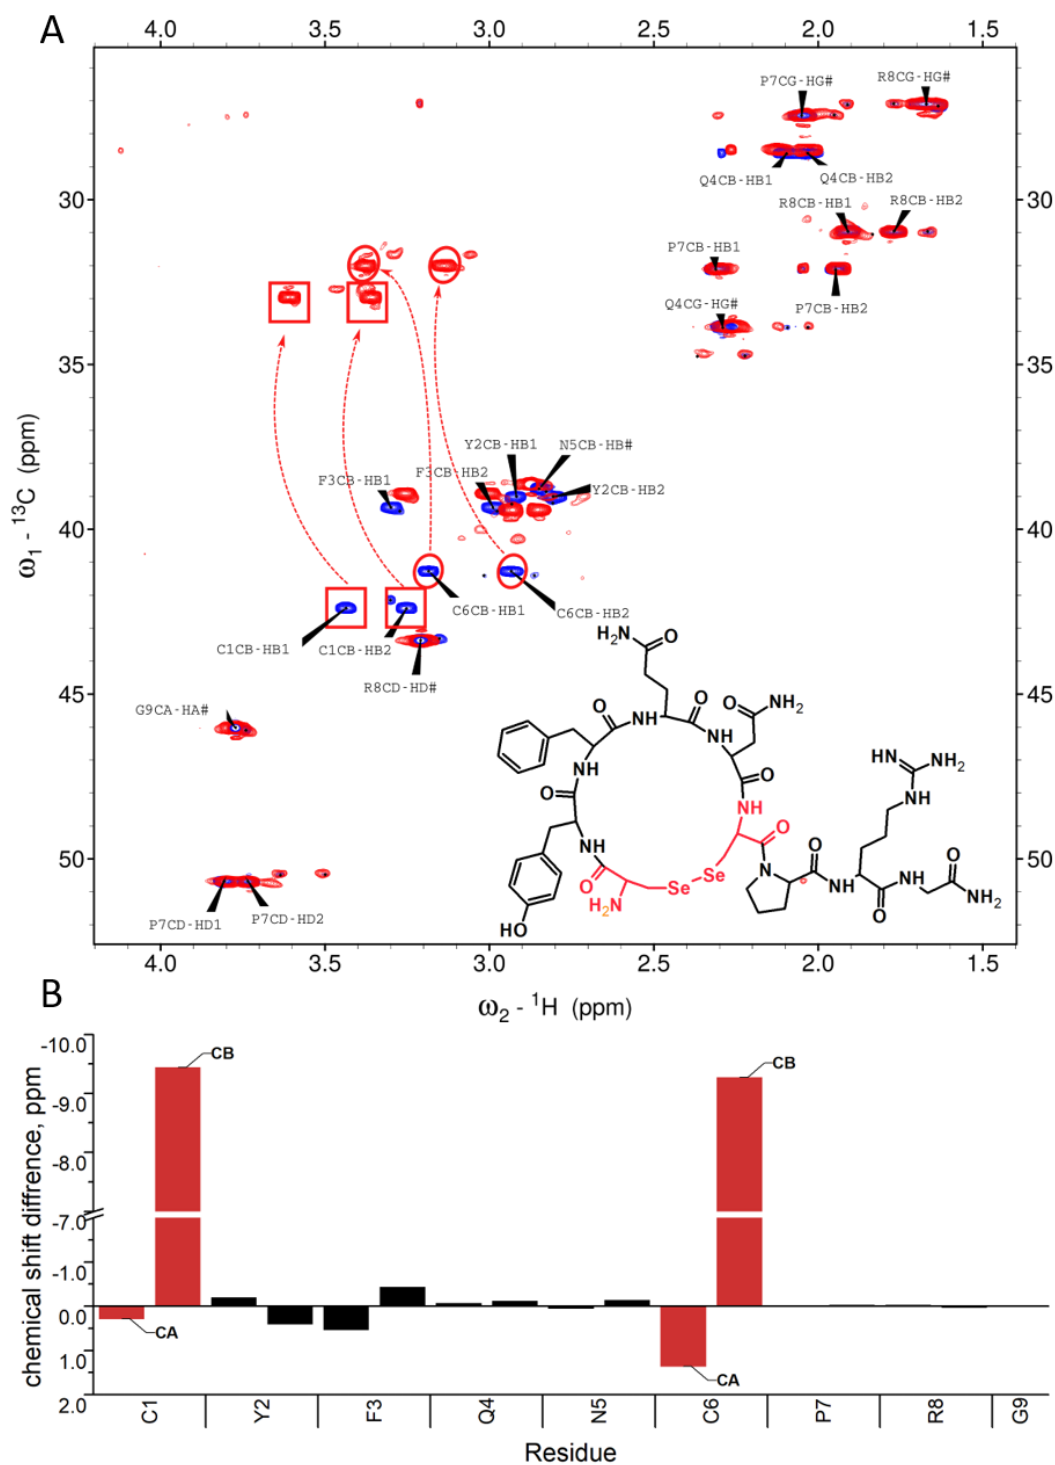 A
4.0 3.5 3.0 2.5 2.0 1.5
P7CG-HG# R8CG-HG#
30 30
Q4CB-HB1 Q4CB-HB2
R8CB-HB1 R8CB-HB2
P7CB-HB1
P7CB-HB2
Q4CG-HG#
35 35
ω1 - 13C (ppm)
Y2CB-HB1 N5CB-HB#
F3CB-HB1 F3CB-HB2
Y2CB-HB2
40 40
C6CB-HB1 C6CB-HB2
C1CB-HB1 C1CB-HB2
R8CD-HD#
45 45
G9CA-HA#
50 50
P7CD-HD1 P7CD-HD2
H2N O
O NH O O NH2
NH O
NH O
O NH
HN NH2
NH
NH O
O Se Se N O
H2N NH NH O NH2
HO O
4.0 3.5 3.0 2.5 2.0 1.5
ω2 - 1H (ppm)
B
chemical shift diffrence, ppm
-10.0
-9.0
-8.0
-7.0
-1.0
0.0
1.0
2.0
CB CB
CA CA
C1 Y2 F3 Q4 N5 C6 P7 R8 G9
Residue